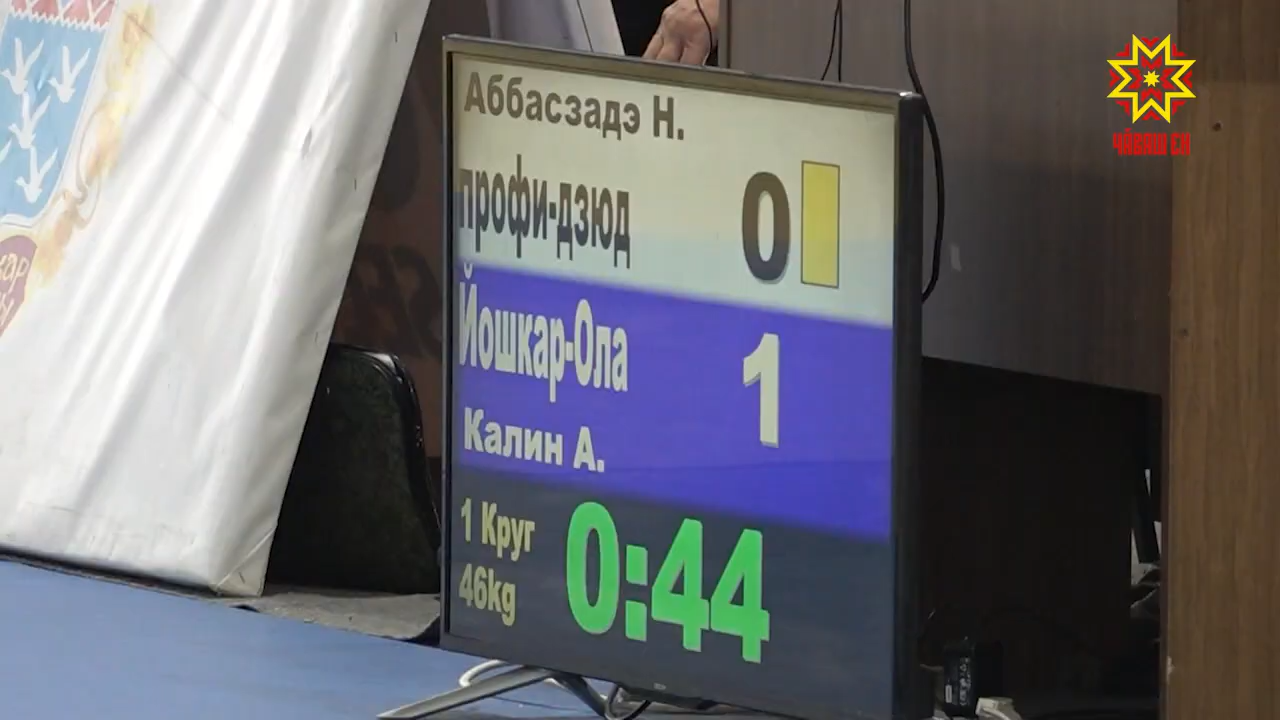 Аббасзадэ Н.
профи-дзюд
0
Йошкар-Ола
1
Калин А.
1 Круг
46kg
0:44
ЧӐВАШ ЕН